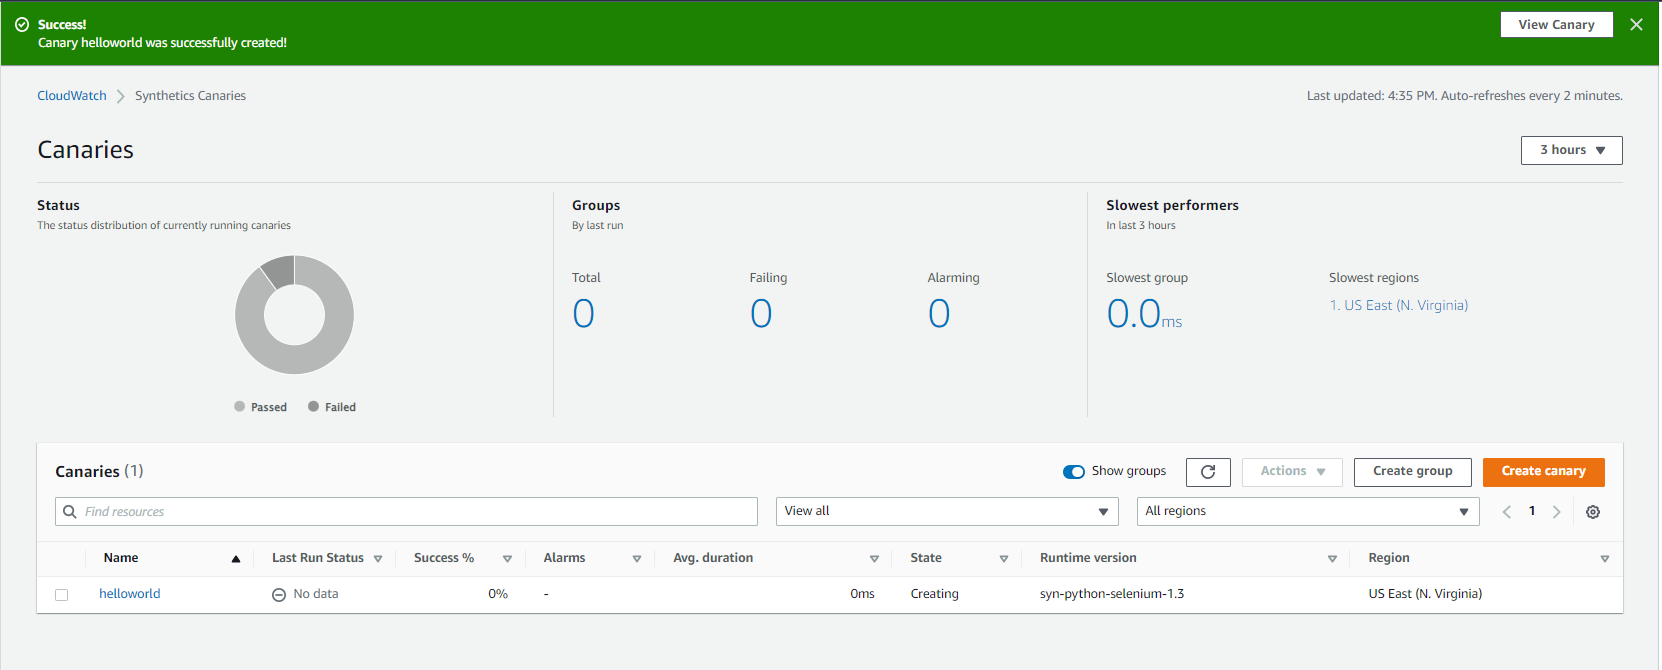 Success!
View Canary
Canary helloworld was successfully created!
CloudWatch Synthetics Canaries
Last updated: 4:35 PM. Auto-refreshes every 2 minutes.
Canaries
3 hours
Status
The status distribution of currently running canaries
Passed Failed
Groups
By last run
Total Failing Alarming
0 0 0
Slowest performers
In last 3 hours
Slowest group Slowest regions
0.0ms 1. US East (N. Virginia)
Canaries (1)
Show groups Actions Create group Create canary
Find resources View all All regions 1
Name Last Run Status Success % Alarms Avg. duration State Runtime version Region
helloworld No data 0% - 0ms Creating syn-python-selenium-1.3 US East (N. Virginia)